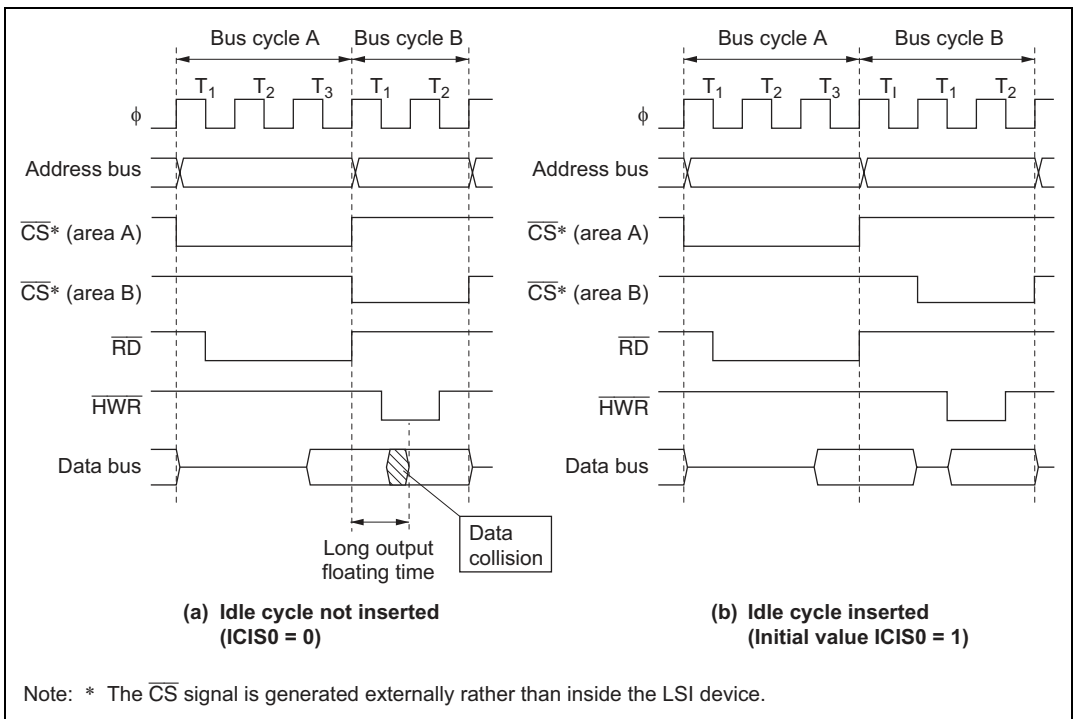 Bus cycle A Bus cycle B
T1 T2 T3 T1 T2
ϕ
Address bus
CS* (area A)
CS* (area B)
RD
HWR
Data bus
Long output
floating time
Data
collision
(a) Idle cycle not inserted
(ICIS0 = 0)
Bus cycle A Bus cycle B
T1 T2 T3 TI T1 T2
ϕ
Address bus
CS* (area A)
CS* (area B)
RD
HWR
Data bus
(b) Idle cycle inserted
(Initial value ICIS0 = 1)
Note: * The CS signal is generated externally rather than inside the LSI device.